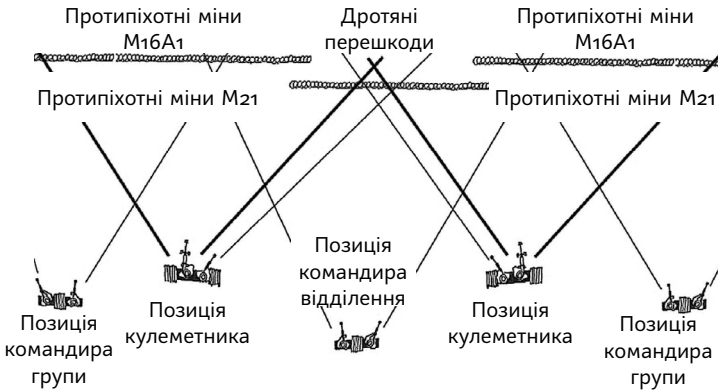 Протипіхотні міни
М16А1
Дротяні
перешкоди
Протипіхотні міни
М16А1
Протипіхотні міни М21
Протипіхотні міни М21
Позиція
командира
відділення
Позиція
командира
групи
Позиція
кулеметника
Позиція
кулеметника
Позиція
командира
групи